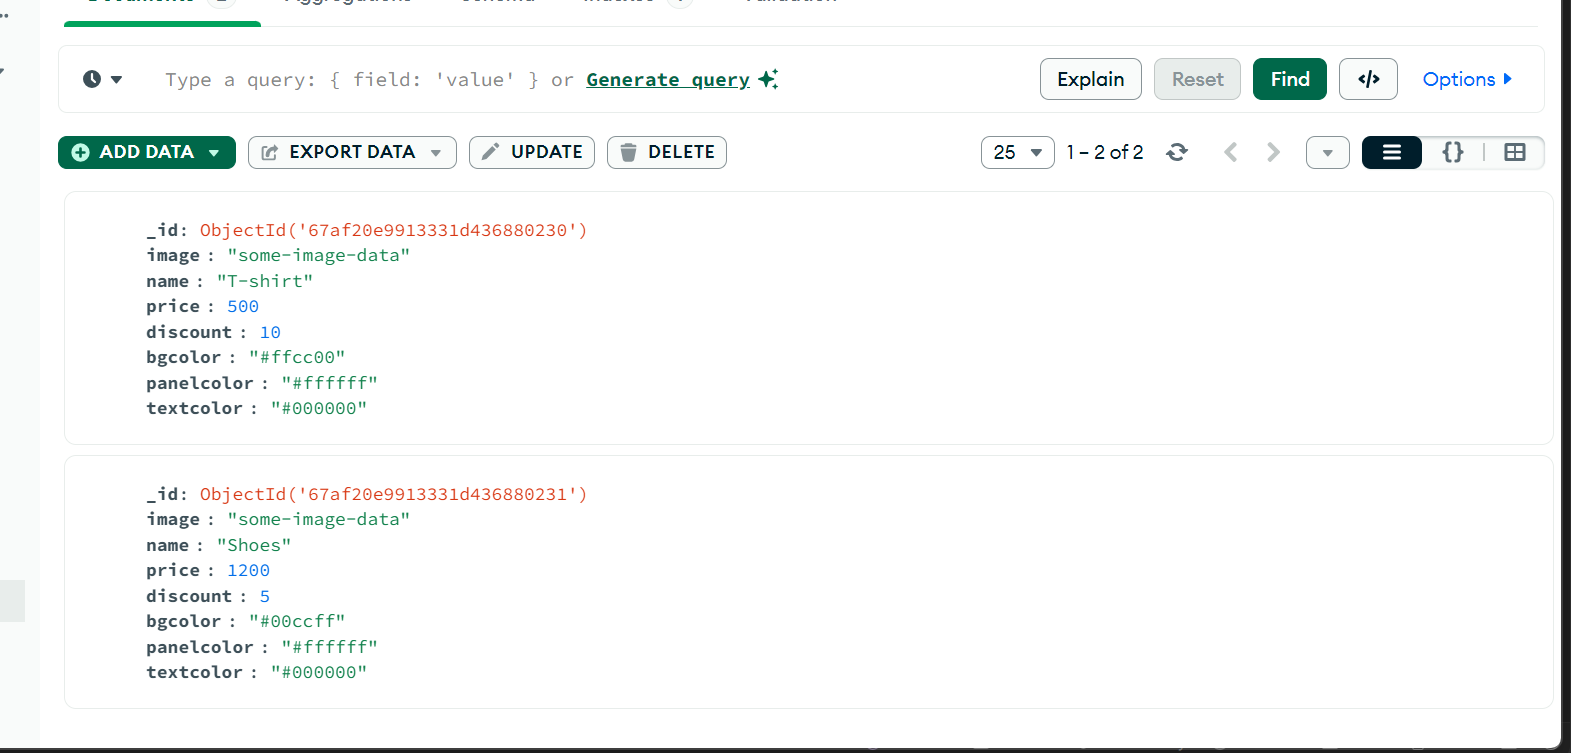 Type a query: { field: 'value' } or Generate query
Explain
Reset
Find
</>
Options
ADD DATA
EXPORT DATA
UPDATE
DELETE
25
1 – 2 of 2
{}
_id: ObjectId('67af20e9913331d436880230')
image : "some-image-data"
name : "T-shirt"
price : 500
discount : 10
bgcolor : "#ffcc00"
panelcolor : "#ffffff"
textcolor : "#000000"
_id: ObjectId('67af20e9913331d436880231')
image : "some-image-data"
name : "Shoes"
price : 1200
discount : 5
bgcolor : "#00ccff"
panelcolor : "#ffffff"
textcolor : "#000000"